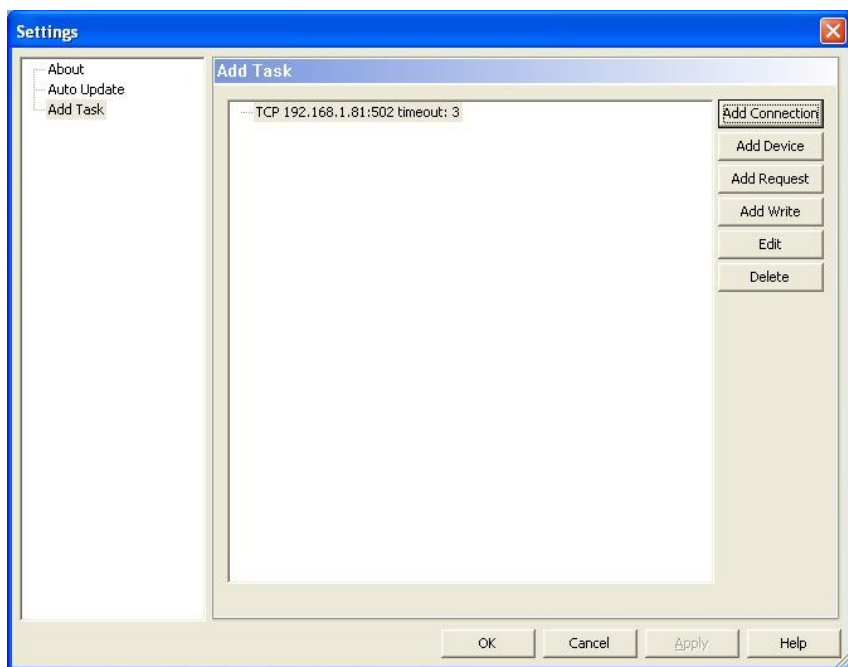 Settings
About
Auto Update
Add Task
Add Task
TCP 192.168.1.81:502 timeout: 3
Add Connection
Add Device
Add Request
Add Write
Edit
Delete
OK
Cancel
Apply
Help